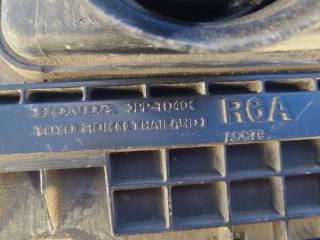 HONDA >PP-TD40< R6A
TOYO ROKI(THAILAND)